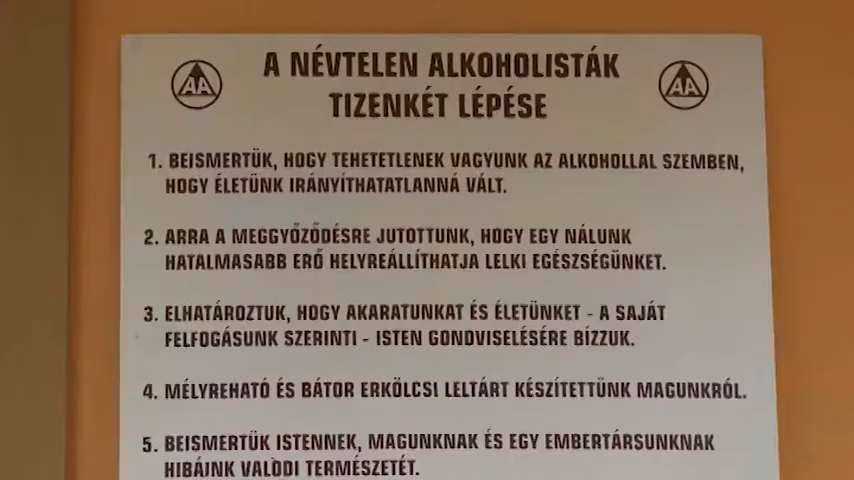 A NÉVTELEN ALKOHOLISTÁK
TIZENKÉT LÉPÉSE
AA
AA
1. BEISMERTÜK, HOGY TEHETETLENEK VAGYUNK AZ ALKOHOLLAL SZEMBEN,
HOGY ÉLETÜNK IRÁNYÍTHATATLANNÁ VÁLT.
2. ARRA A MEGGYŐZŐDÉSRE JUTOTTUNK, HOGY EGY NÁLUNK
HATALMASABB ERŐ HELYREÁLLÍTHATJA LELKI EGÉSZSÉGÜNKET.
3. ELHATÁROZTUK, HOGY AKARATUNKAT ÉS ÉLETÜNKET - A SAJÁT
FELFOGÁSUNK SZERINTI - ISTEN GONDVISELÉSÉRE BÍZZUK.
4. MÉLYREHATÓ ÉS BÁTOR ERKÖLCSI LELTÁRT KÉSZÍTETTÜNK MAGUNKRÓL.
5. BEISMERTÜK ISTENNEK, MAGUNKNAK ÉS EGY EMBERTÁRSUNKNAK
HIBÁINK VALÓDI TERMÉSZETÉT.